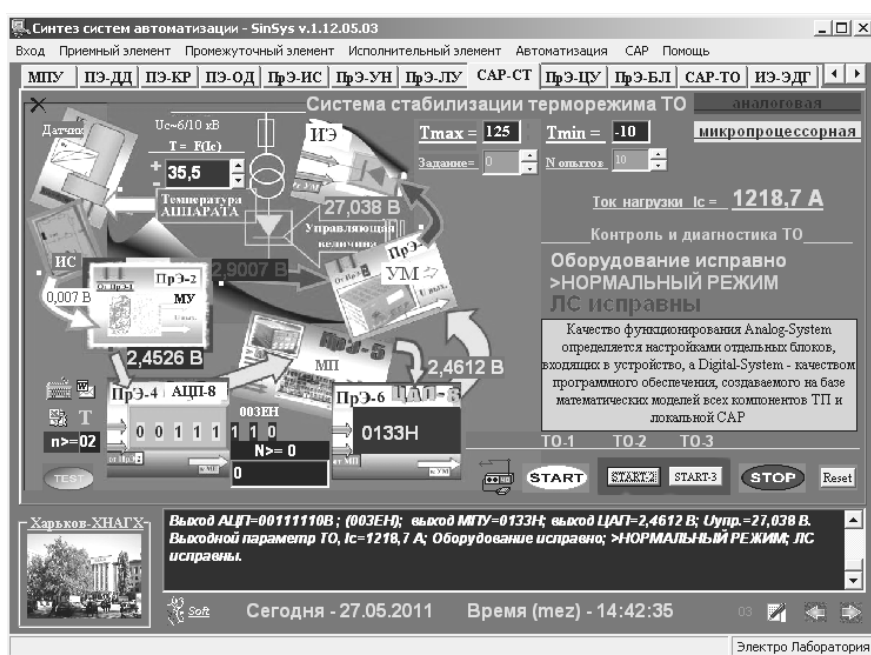 Синтез систем автоматизации - SinSys v.1.12.05.03
Вход Приемный элемент Промежуточный элемент Исполнительный элемент Автоматизация САР Помощь
МПУ ПЭ-ДД ПЭ-КР ПЭ-ОД ПрЭ-ИС ПрЭ-УН ПрЭ-ЛУ САР-СТ ПрЭ-ЦУ ПрЭ-БЛ САР-ТО ИЭ-ЭДГ
Система стабилизации терморежима ТО
аналоговая
микропроцессорная
Датчик
Uc~6/10 кВ
T= F(Ic)
+
-
35,5
Температура
АППАРАТА
ИЭ
Tmax = 125
Tmin = -10
Задание= 0
N опытов 10
Ток нагрузки Ic = 1218,7 А
Контроль и диагностика ТО
Оборудование исправно
>НОРМАЛЬНЫЙ РЕЖИМ
ЛС исправны
27,038 В
Управляющая
величина
2,9007 В
ИС
0,007 В
ПрЭ-2
МУ
U вых.
2,4526 В
ПрЭ-
УМ
U вых.
Качество функционирования Analog-System
определяется настройками отдельных блоков,
входящих в устройство, а Digital-System - качеством
программного обеспечения, создаваемого на базе
математических моделей всех компонентов ТП и
локальной САР
ПрЭ-5
МП
2,4612 В
ПрЭ-4 АЦП-8
003EH
0 0 1 1 1 1 1 0
N>= 0
0
ПрЭ-6 ЦАП-8
0133H
T
n>=02
TEST
ТО-1 ТО-2 ТО-3
START START-2 START-3 STOP Reset
Харьков-ХНАГХ
Выход АЦП=00111110В ; (003EH); выход МПУ=0133H; выход ЦАП=2,4612 В; Uупр.=27,038 В.
Выходной параметр ТО, Ic=1218,7 А; Оборудование исправно; >НОРМАЛЬНЫЙ РЕЖИМ; ЛС
исправны.
Soft
Сегодня - 27.05.2011 Время (mez) - 14:42:35
03
Электро Лаборатория